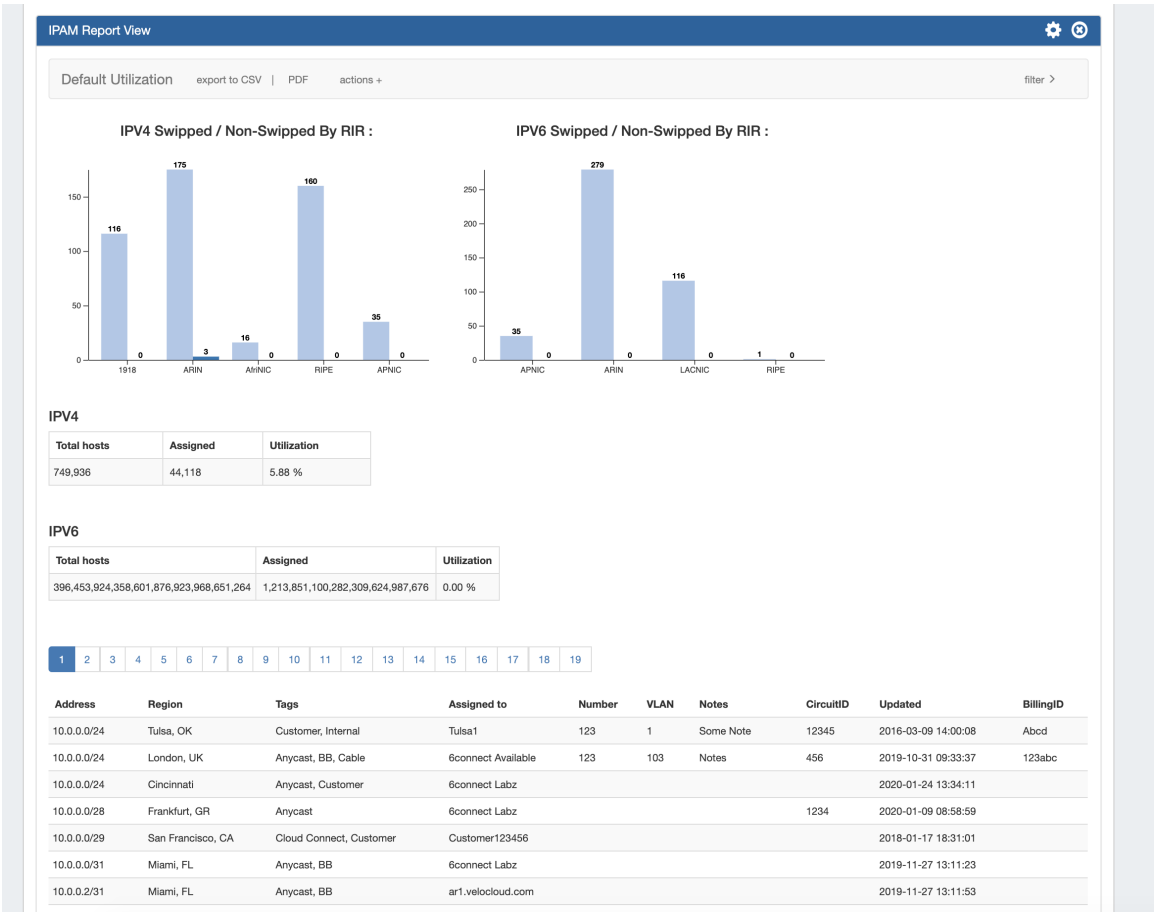 IPAM Report View
Default Utilization export to CSV | PDF actions + filter >
IPV4 Swipped / Non-Swipped By RIR :
175
160
150
116
100
50
35
16
3
0 0 0 0 0
0
1918 ARIN AfriNIC RIPE APNIC
IPV6 Swipped / Non-Swipped By RIR :
279
250
200
150
116
100
50
35
0 0 0 1 0
0
APNIC ARIN LACNIC RIPE
IPV4
Total hosts Assigned Utilization
749,936 44,118 5.88 %
IPV6
Total hosts Assigned Utilization
396,453,924,358,601,876,923,968,651,264 1,213,851,100,282,309,624,987,676 0.00 %
1 2 3 4 5 6 7 8 9 10 11 12 13 14 15 16 17 18 19
Address Region Tags Assigned to Number VLAN Notes CircuitID Updated BillingID
10.0.0.0/24 Tulsa, OK Customer, Internal Tulsa1 123 1 Some Note 12345 2016-03-09 14:00:08 Abcd
10.0.0.0/24 London, UK Anycast, BB, Cable 6connect Available 123 103 Notes 456 2019-10-31 09:33:37 123abc
10.0.0.0/24 Cincinnati Anycast, Customer 6connect Labz 2020-01-24 13:34:11
10.0.0.0/28 Frankfurt, GR Anycast 6connect Labz 1234 2020-01-09 08:58:59
10.0.0.0/29 San Francisco, CA Cloud Connect, Customer Customer123456 2018-01-17 18:31:01
10.0.0.0/31 Miami, FL Anycast, BB 6connect Labz 2019-11-27 13:11:23
10.0.0.2/31 Miami, FL Anycast, BB ar1.velocloud.com 2019-11-27 13:11:53